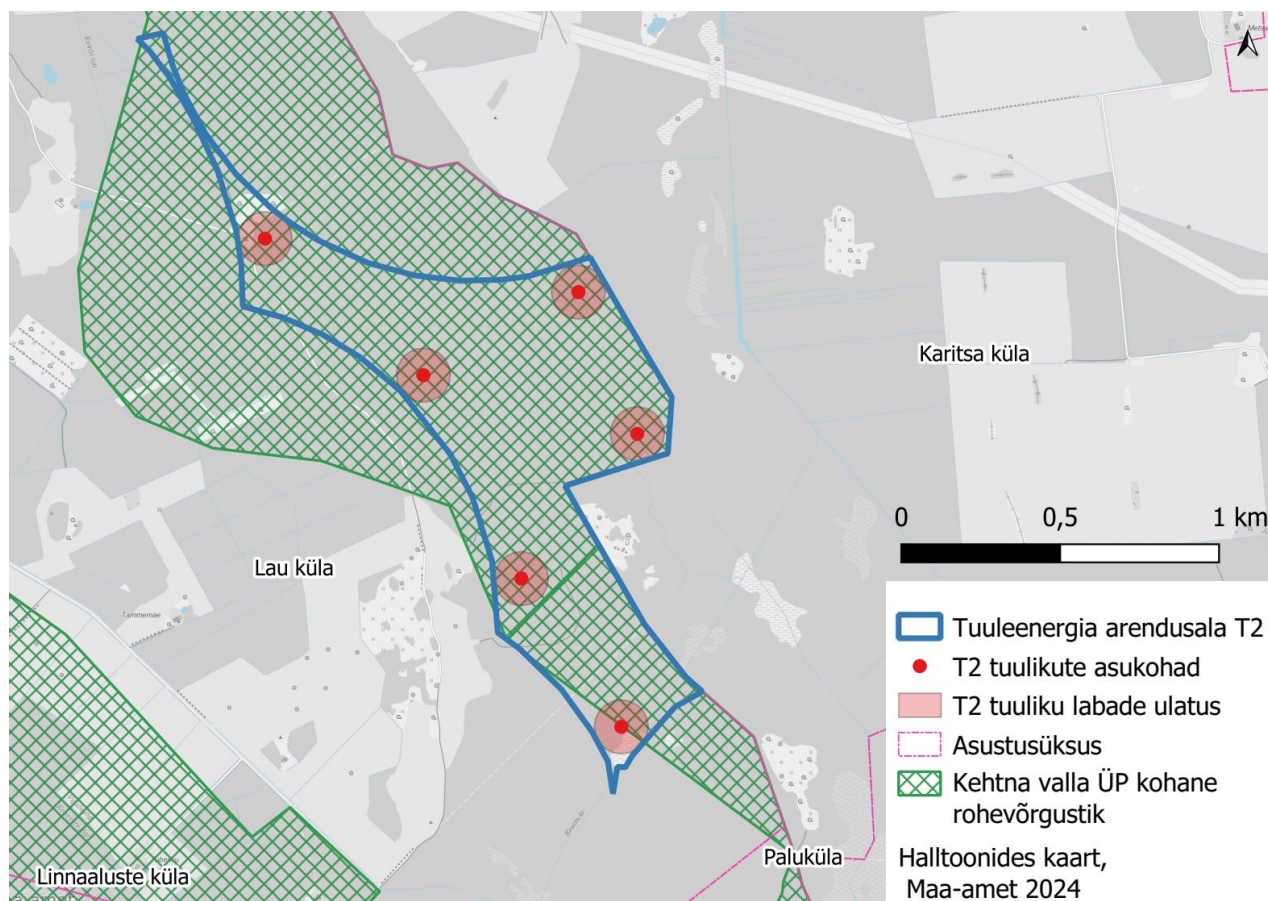 Karitsa küla
0
0,5
1 km
Lau küla
Tammemäe
Tuuleenergia arendusala T2
T2 tuulikute asukohad
T2 tuuliku labade ulatus
Asustusüksus
Kehtna valla ÜP kohane
rohevõrgustik
Halltoonides kaart,
Maa-amet 2024
Paluküla
Linnaaluste küla